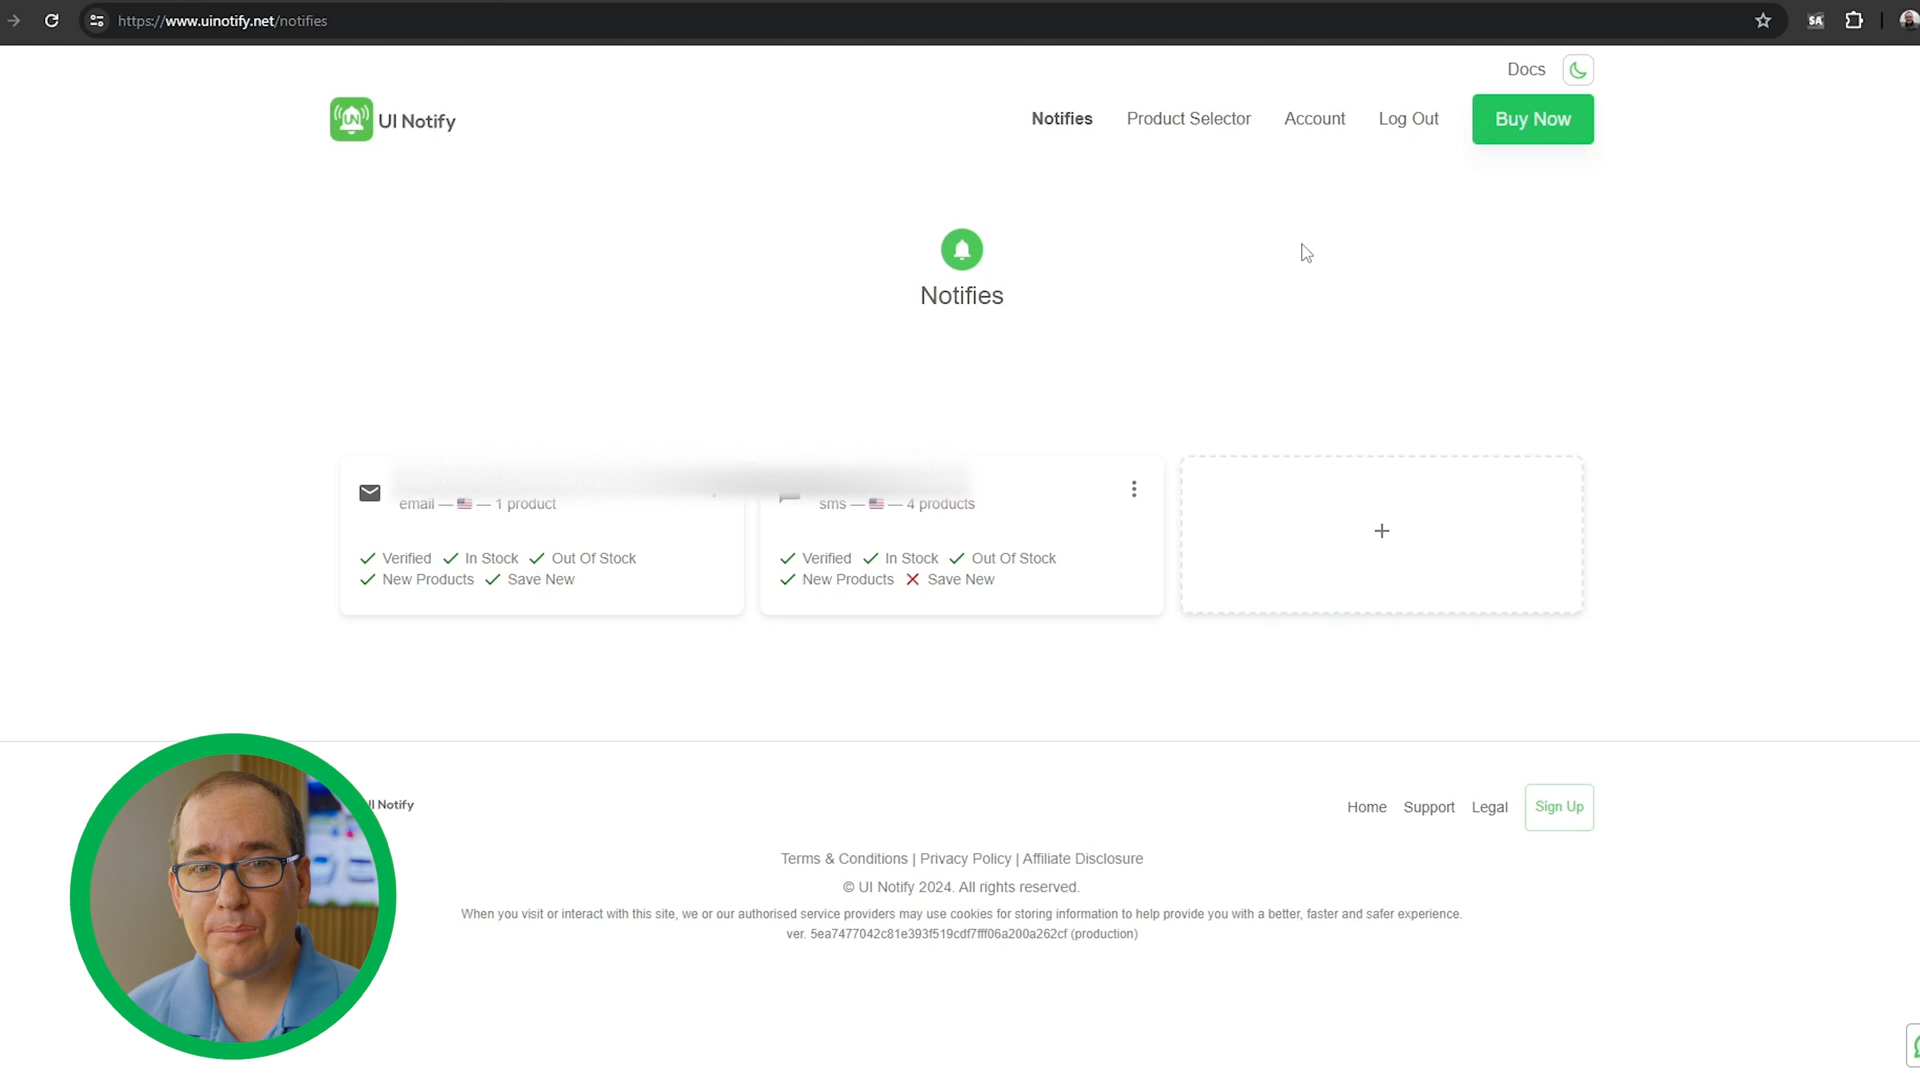 https://www.uinotify.net/notifies
SA
Docs
UN
UI Notify
Notifies
Product Selector
Account
Log Out
Buy Now
Notifies
email — 🇺🇸 — 1 product
sms — 🇺🇸 — 4 products
Verified In Stock Out Of Stock
New Products Save New
Verified In Stock Out Of Stock
New Products Save New
UI Notify
Home Support Legal Sign Up
Terms & Conditions | Privacy Policy | Affiliate Disclosure
© UI Notify 2024. All rights reserved.
When you visit or interact with this site, we or our authorised service providers may use cookies for storing information to help provide you with a better, faster and safer experience.
ver. 5ea7477042c81e393f519cdf7fff06a200a262cf (production)